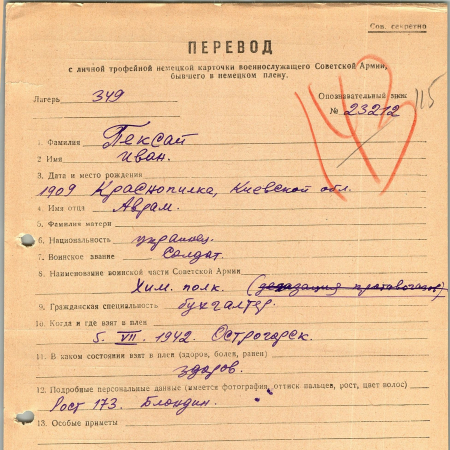 Сов. секретно
ПЕРЕВОД
с личной трофейной немецкой карточки военнослужащего Советской Армии,
бывшего в немецком плену.
Лагерь 349
Опознавательный знак
№ 23212
115
1. Фамилия Пексай
2. Имя Иван.
3. Дата и место рождения
1909 Краснопилка, Киевской обл.
4. Имя отца Аврам.
5. Фамилия матери
6. Национальность украинец.
7. Воинское звание Солдат.
8. Наименование воинской части Советской Армии
Хим. полк. (дегазация противогазов)
9. Гражданская специальность бухгалтер.
10. Когда и где взят в плен
5. VII. 1942. Острогорск.
11. В каком состоянии взят в плен (здоров, болен, ранен)
здоров.
12. Подробные персональные данные (имеется фотография, оттиск пальцев, рост, цвет волос)
Рост 173. Блондин.
13. Особые приметы